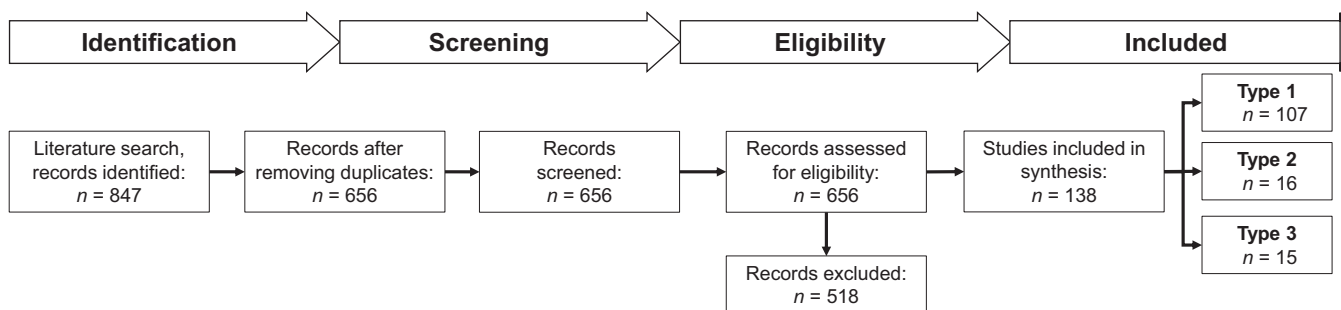 Identification
Screening
Eligibility
Included
Literature search,
records identified:
n = 847
Records after
removing duplicates:
n = 656
Records
screened:
n = 656
Records assessed
for eligibility:
n = 656
Records excluded:
n = 518
Studies included in
synthesis:
n = 138
Type 1
n = 107
Type 2
n = 16
Type 3
n = 15